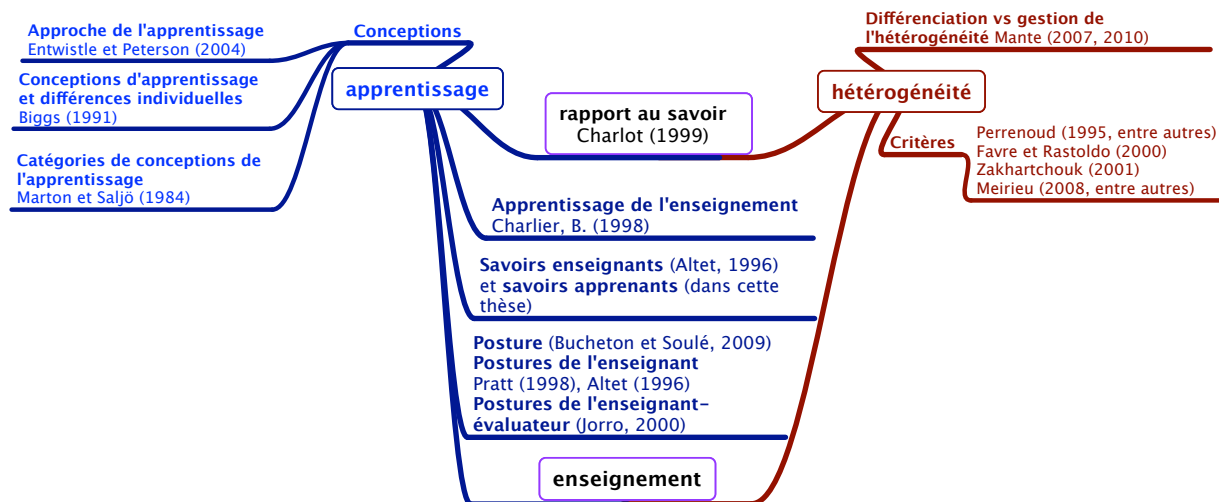 Approche de l'apprentissage
Entwistle et Peterson (2004)
Conceptions
Conceptions d'apprentissage
et différences individuelles
Biggs (1991)
Catégories de conceptions de
l'apprentissage
Marton et Saljö (1984)
apprentissage
rapport au savoir
Charlot (1999)
Apprentissage de l'enseignement
Charlier, B. (1998)
Savoirs enseignants (Altet, 1996)
et savoirs apprenants (dans cette
thèse)
Posture (Bucheton et Soulé, 2009)
Postures de l'enseignant
Pratt (1998), Altet (1996)
Postures de l'enseignant-
évaluateur (Jorro, 2000)
enseignement
Différenciation vs gestion de
l'hétérogénéité Mante (2007, 2010)
hétérogénéité
Critères
Perrenoud (1995, entre autres)
Favre et Rastoldo (2000)
Zakhartchouk (2001)
Meirieu (2008, entre autres)